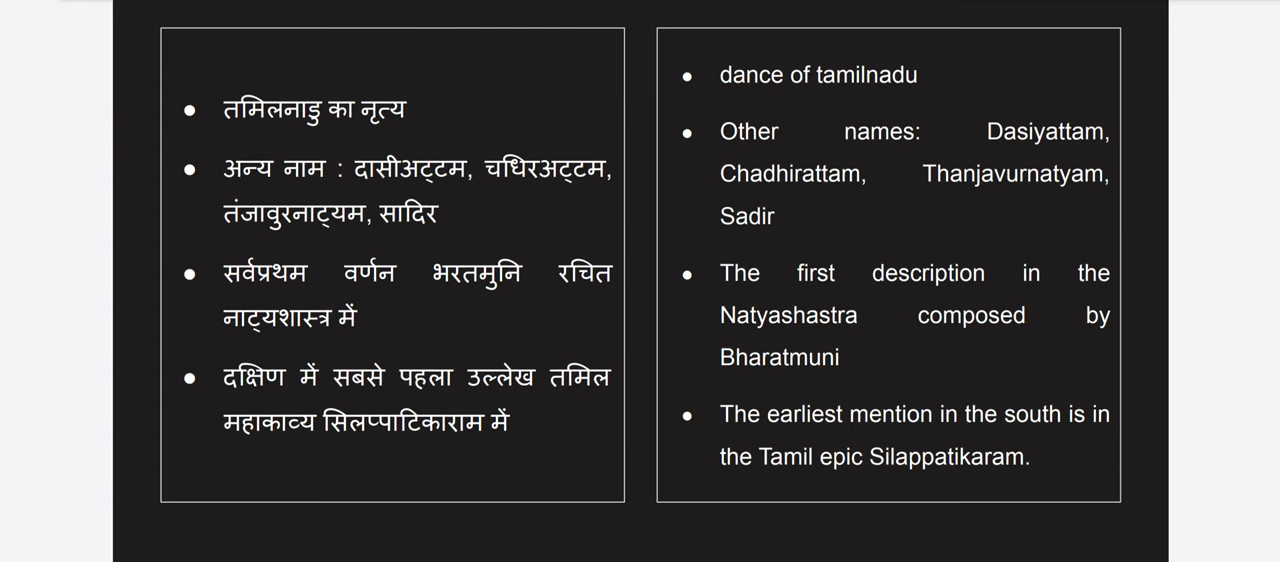 तमिलनाडु का नृत्य
अन्य नाम : दासीअट्टम, चधिरअट्टम,
तंजावुरनाट्यम, सादिर
सर्वप्रथम वर्णन भरतमुनि रचित
नाट्यशास्त्र में
दक्षिण में सबसे पहला उल्लेख तमिल
महाकाव्य सिलप्पाटिकाराम में
dance of tamilnadu
Other names: Dasiyattam,
Chadhirattam, Thanjavurnatyam,
Sadir
The first description in the
Natyashastra composed by
Bharatmuni
The earliest mention in the south is in
the Tamil epic Silappatikaram.